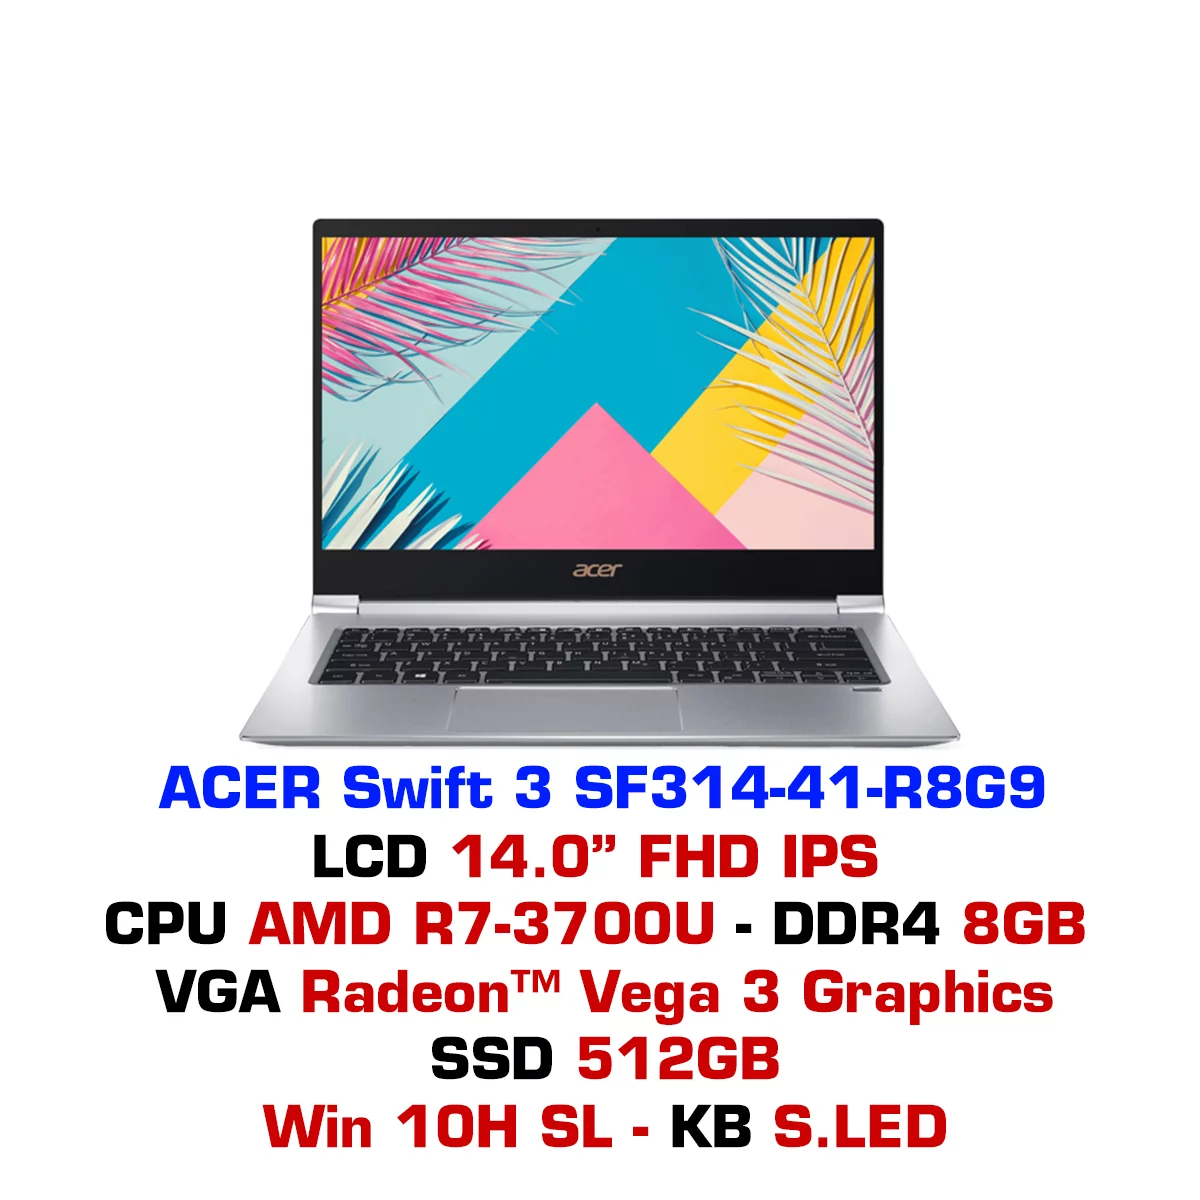 acer
ACER Swift 3 SF314-41-R8G9
LCD 14.0” FHD IPS
CPU AMD R7-3700U - DDR4 8GB
VGA Radeon™ Vega 3 Graphics
SSD 512GB
Win 10H SL - KB S.LED